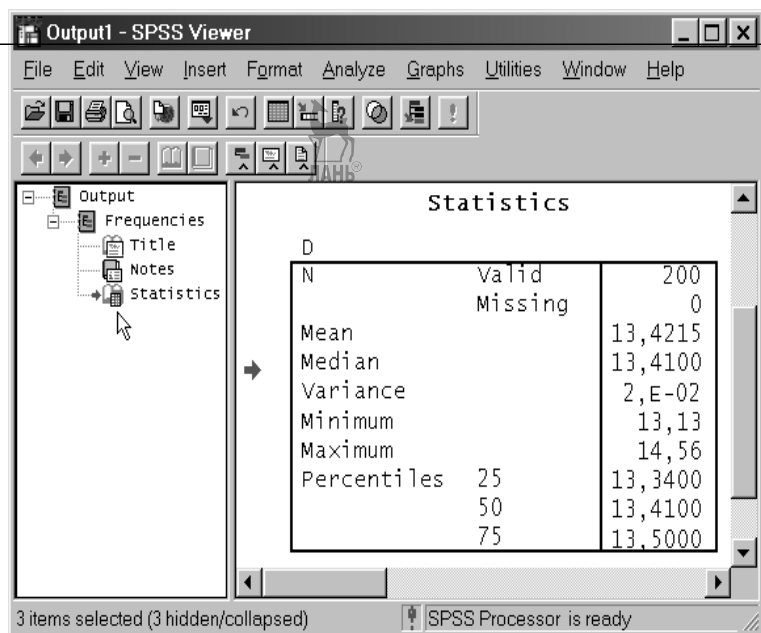 Output1 - SPSS Viewer
File Edit View Insert Format Analyze Graphs Utilities Window Help
ЛАНЬ®
Output
Frequencies
Title
Notes
Statistics
Statistics
D
N Valid 200
Missing 0
Mean 13,4215
Median 13,4100
Variance 2,E-02
Minimum 13,13
Maximum 14,56
Percentiles 25 13,3400
50 13,4100
75 13,5000
3 items selected (3 hidden/collapsed) SPSS Processor is ready